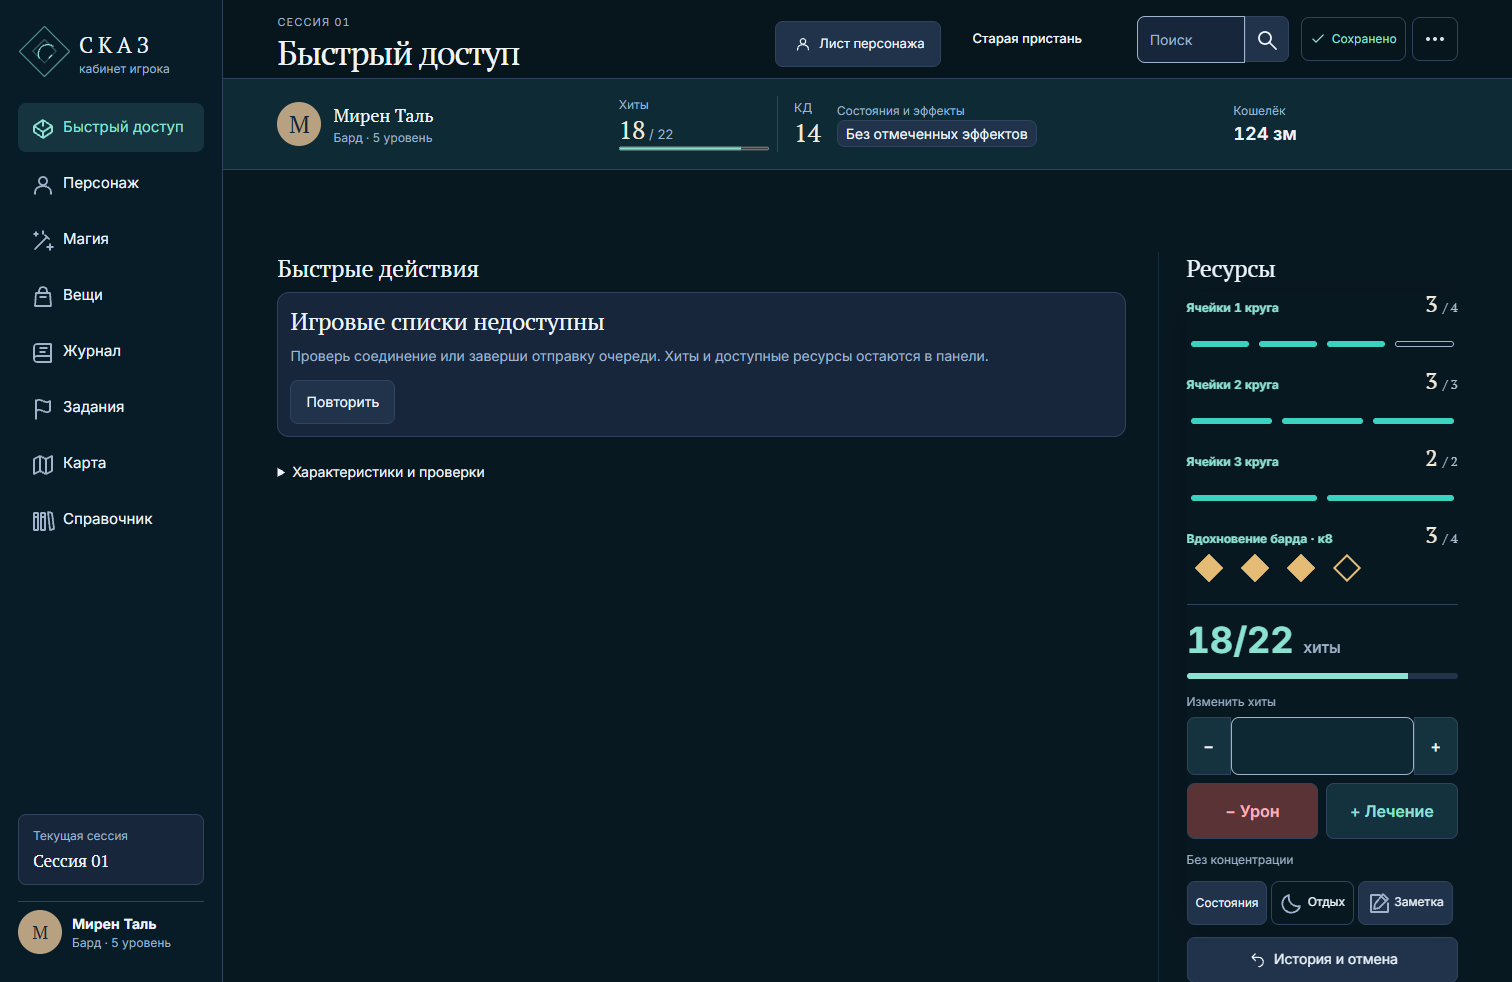 СКАЗ
кабинет игрока
Быстрый доступ
Персонаж
Магия
Вещи
Журнал
Задания
Карта
Справочник
Текущая сессия
Сессия 01
М
Мирен Таль
Бард · 5 уровень
СЕССИЯ 01
Быстрый доступ
Лист персонажа
Старая пристань
Поиск
Сохранено
М
Мирен Таль
Бард · 5 уровень
Хиты
18 / 22
КД
14
Состояния и эффекты
Без отмеченных эффектов
Кошелёк
124 зм
Быстрые действия
Игровые списки недоступны
Проверь соединение или заверши отправку очереди. Хиты и доступные ресурсы остаются в панели.
Повторить
Характеристики и проверки
Ресурсы
Ячейки 1 круга 3 / 4
Ячейки 2 круга 3 / 3
Ячейки 3 круга 2 / 2
Вдохновение барда · к8 3 / 4
18/22 хиты
Изменить хиты
− +
− Урон + Лечение
Без концентрации
Состояния Отдых Заметка
История и отмена